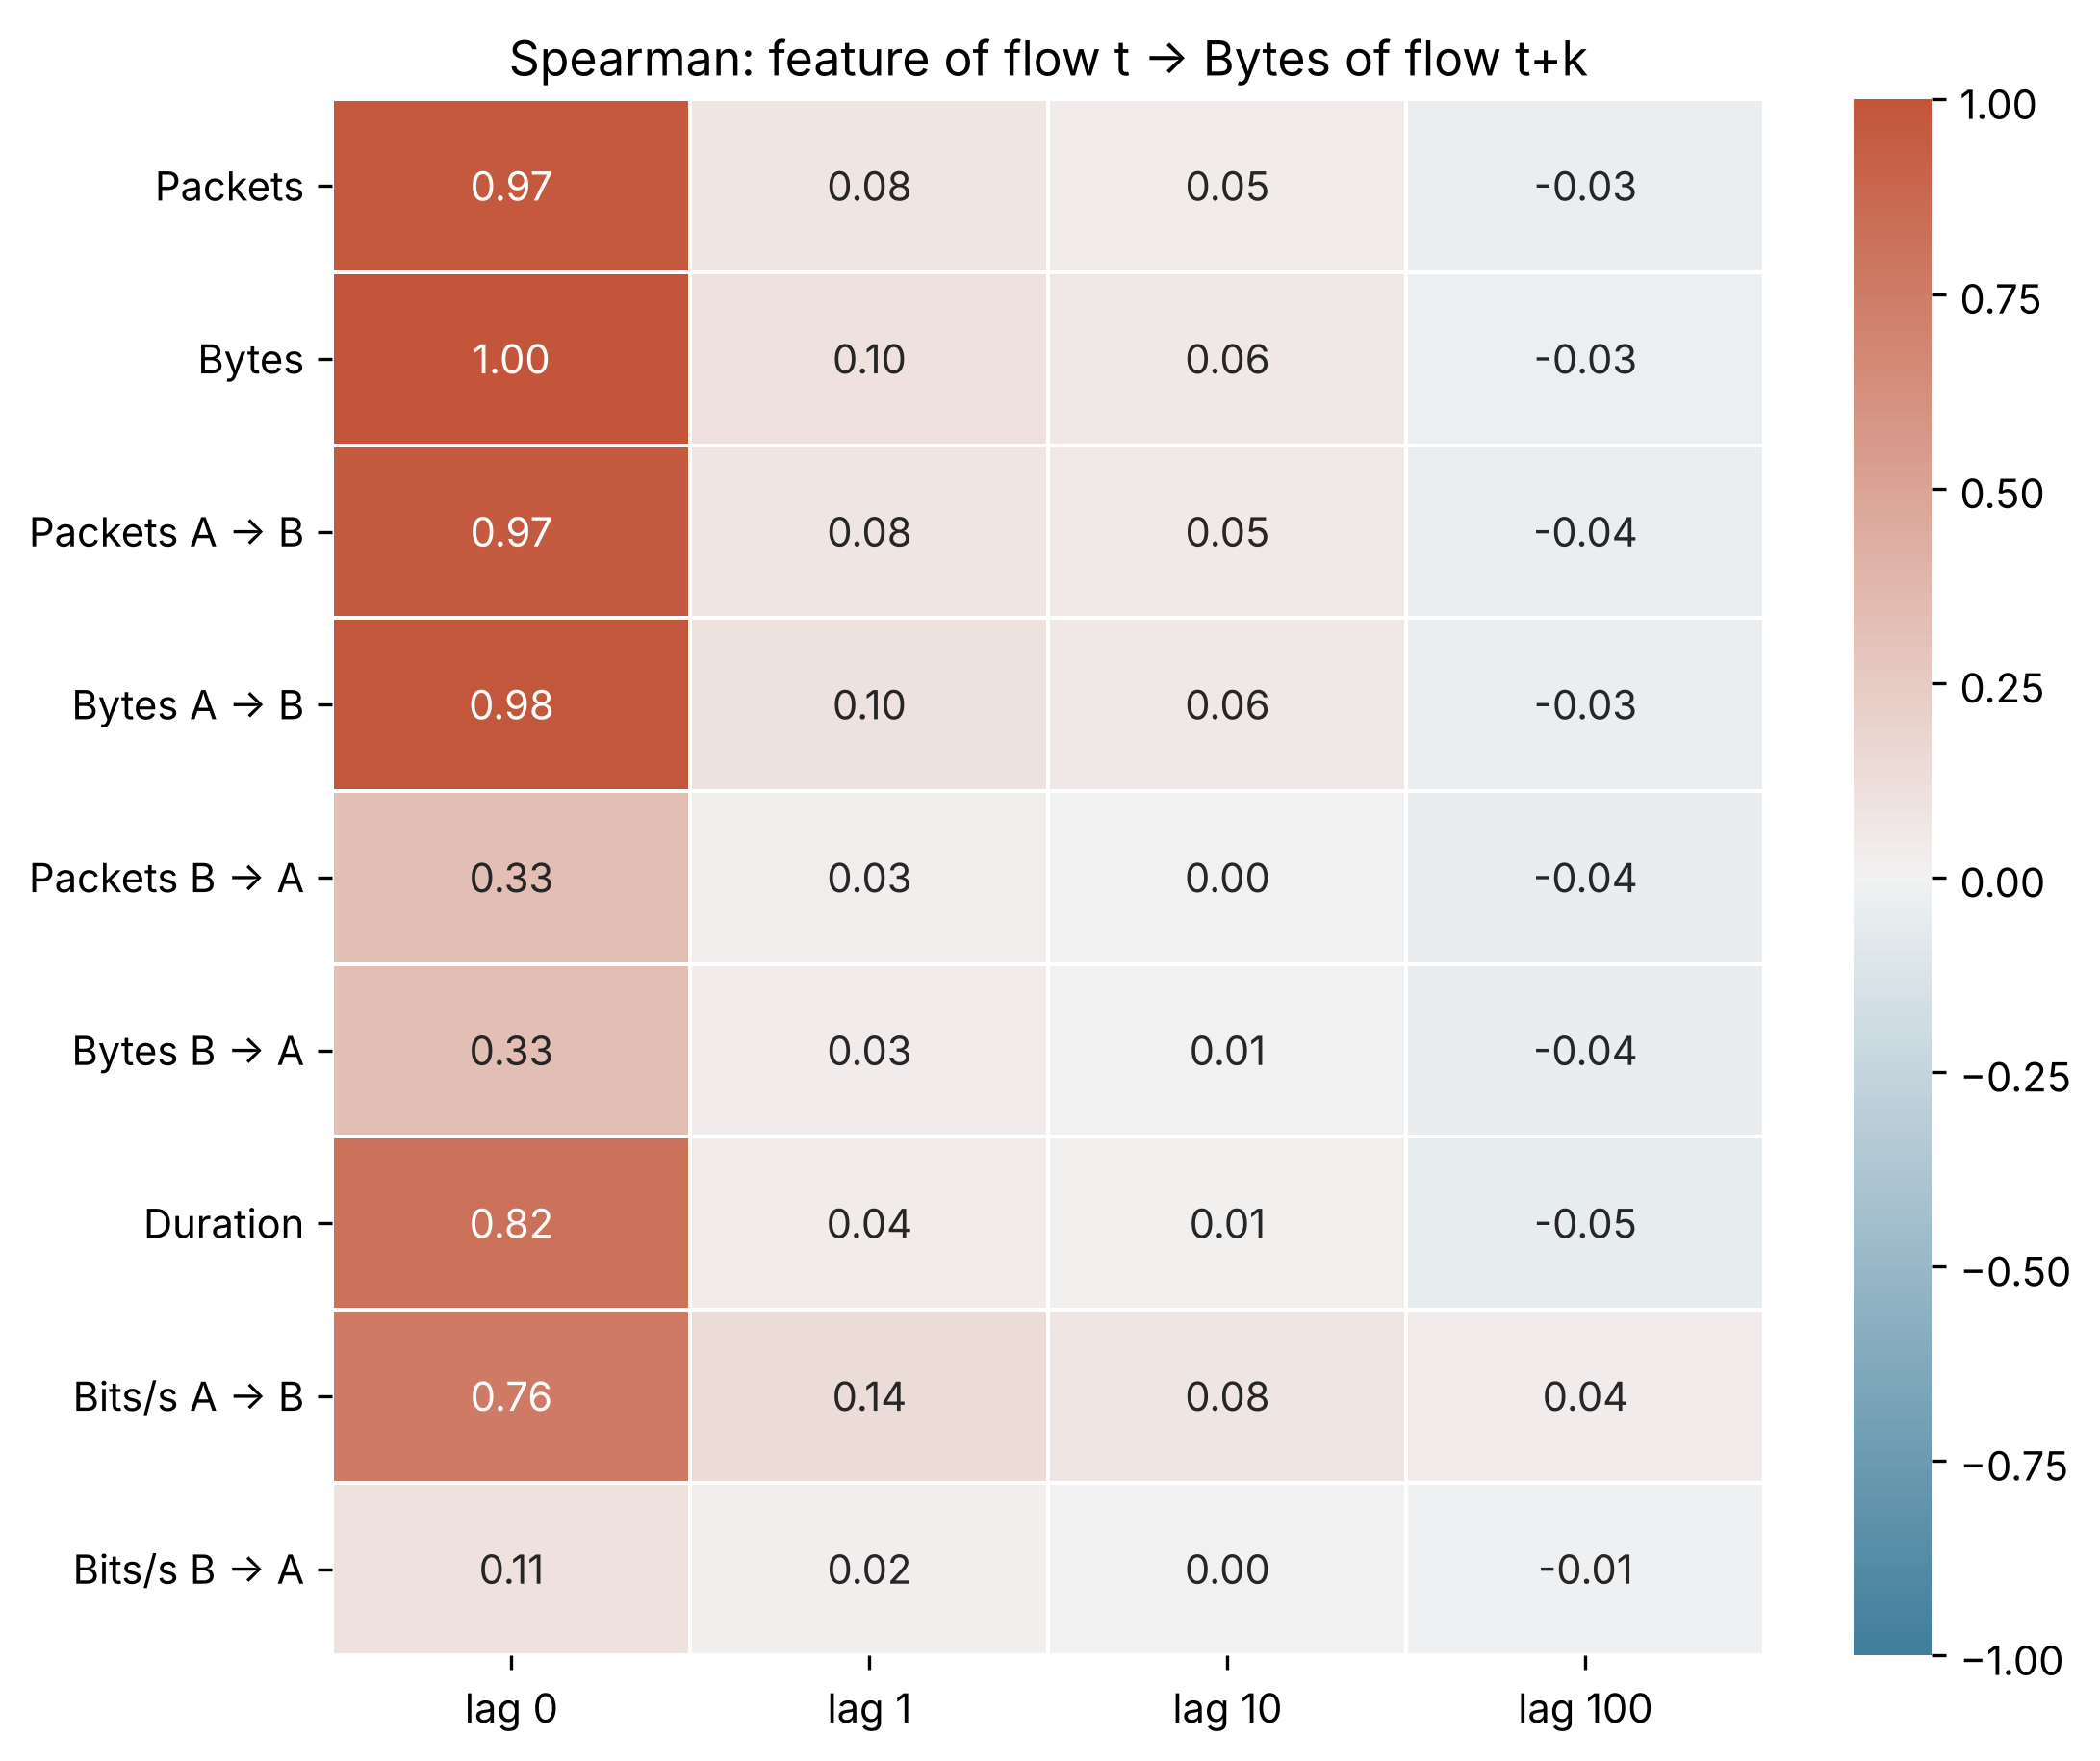 Spearman: feature of flow t → Bytes of flow t+k
Packets 0.97 0.08 0.05 -0.03
Bytes 1.00 0.10 0.06 -0.03
Packets A → B 0.97 0.08 0.05 -0.04
Bytes A → B 0.98 0.10 0.06 -0.03
Packets B → A 0.33 0.03 0.00 -0.04
Bytes B → A 0.33 0.03 0.01 -0.04
Duration 0.82 0.04 0.01 -0.05
Bits/s A → B 0.76 0.14 0.08 0.04
Bits/s B → A 0.11 0.02 0.00 -0.01
lag 0 lag 1 lag 10 lag 100
1.00
0.75
0.50
0.25
0.00
−0.25
−0.50
−0.75
−1.00